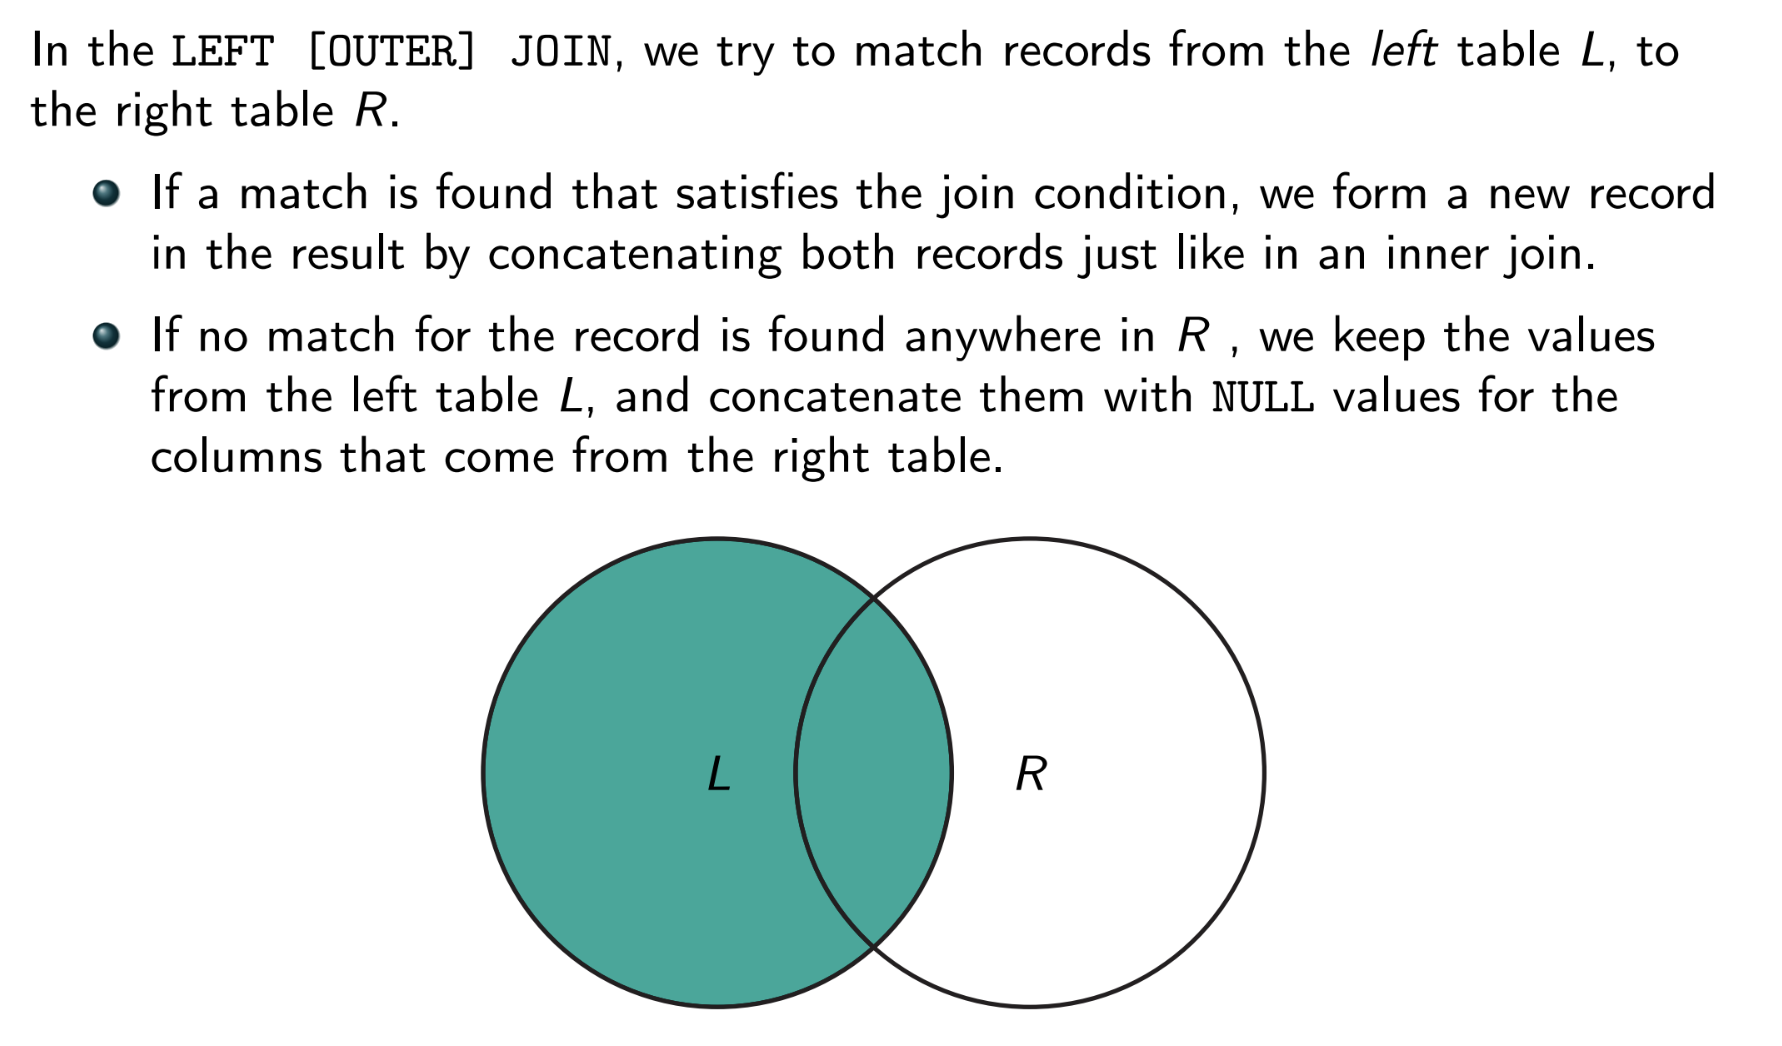 In the LEFT [OUTER] JOIN, we try to match records from the left table L, to
the right table R.
If a match is found that satisfies the join condition, we form a new record
in the result by concatenating both records just like in an inner join.
If no match for the record is found anywhere in R , we keep the values
from the left table L, and concatenate them with NULL values for the
columns that come from the right table.
L
R